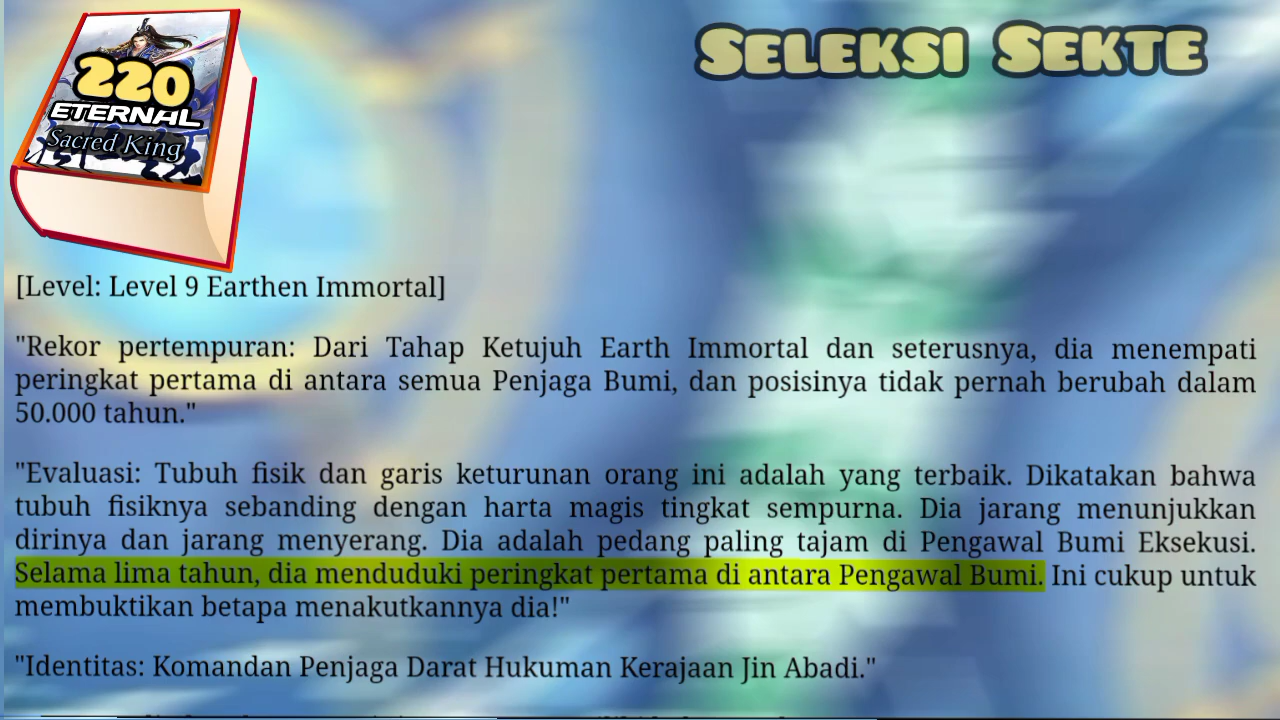 220
ETERNAL
Sacred King
SELEKSI SEKTE
[Level: Level 9 Earthen Immortal]
"Rekor pertempuran: Dari Tahap Ketujuh Earth Immortal dan seterusnya, dia menempati
peringkat pertama di antara semua Penjaga Bumi, dan posisinya tidak pernah berubah dalam
50.000 tahun."
"Evaluasi: Tubuh fisik dan garis keturunan orang ini adalah yang terbaik. Dikatakan bahwa
tubuh fisiknya sebanding dengan harta magis tingkat sempurna. Dia jarang menunjukkan
dirinya dan jarang menyerang. Dia adalah pedang paling tajam di Pengawal Bumi Eksekusi.
Selama lima tahun, dia menduduki peringkat pertama di antara Pengawal Bumi. Ini cukup untuk
membuktikan betapa menakutkannya dia!"
"Identitas: Komandan Penjaga Darat Hukuman Kerajaan Jin Abadi."